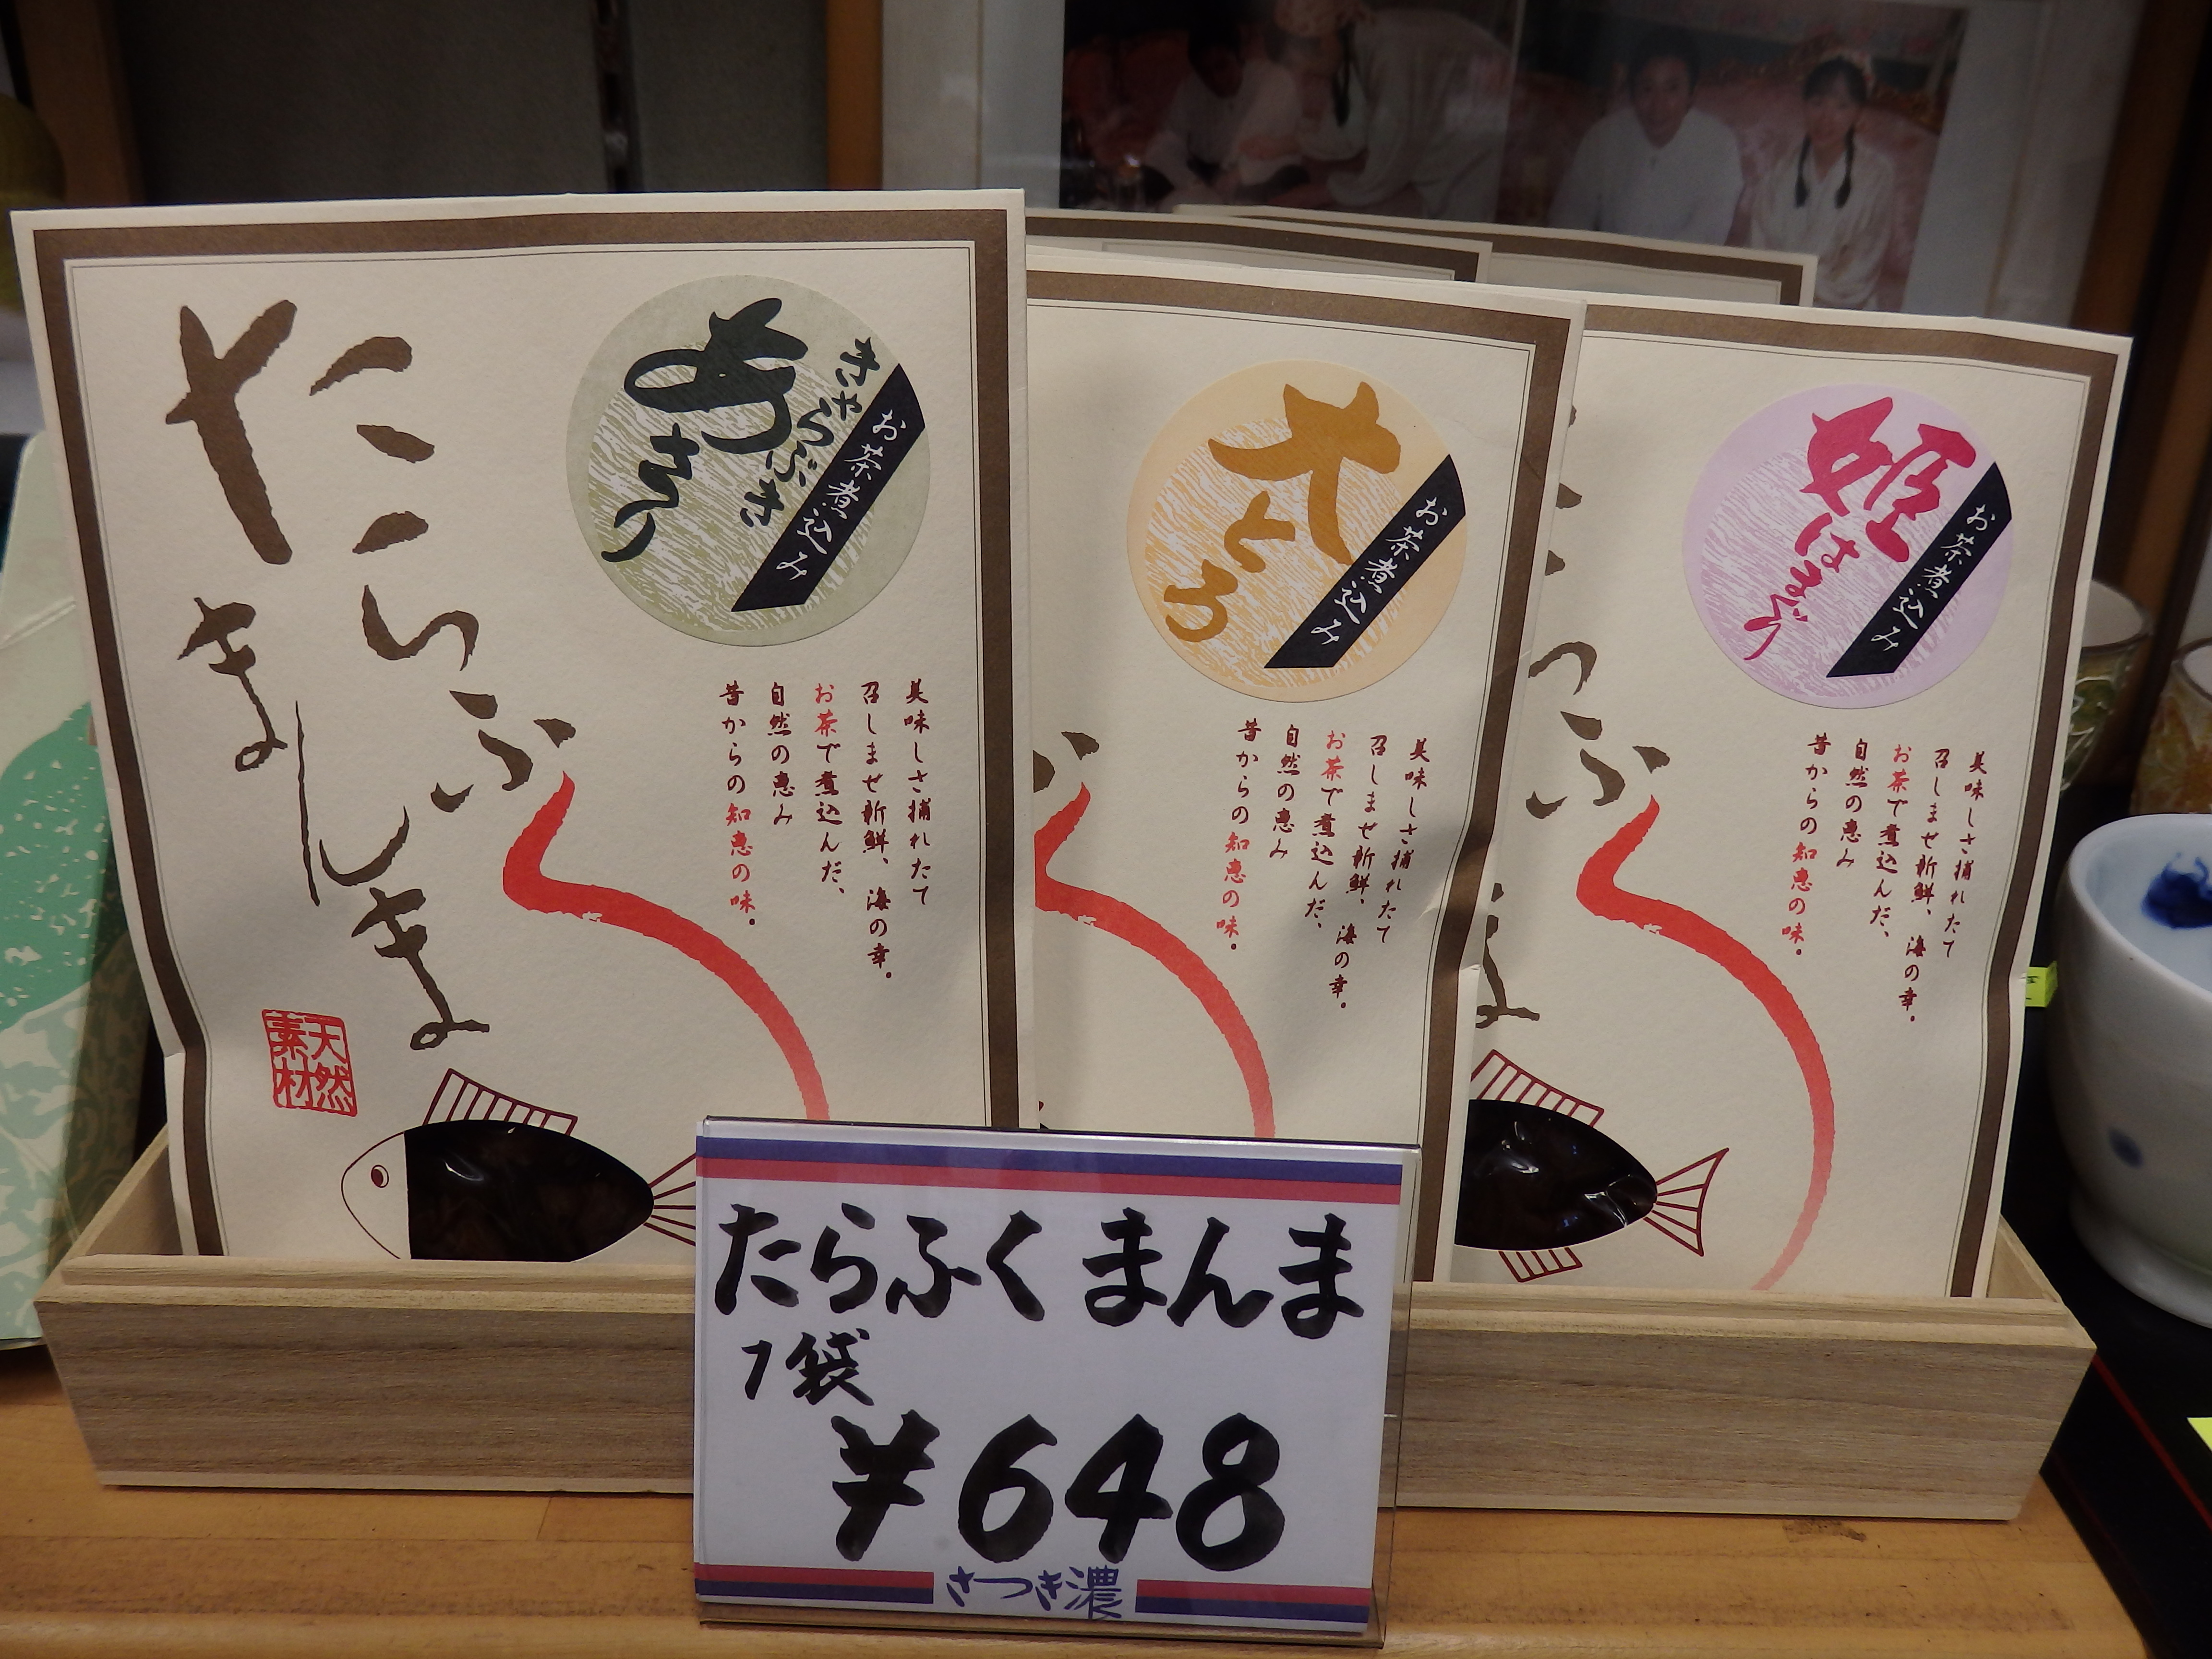 たらふく
まんま
天然
素材
きゃらぶき
あさり
お茶煮込み
美味しさ捕れたて
召しませ新鮮、海の幸。
お茶で煮込んだ、
自然の恵み
昔からの知恵の味。
大とろ
お茶煮込み
美味しさ捕れたて
召しませ新鮮、海の幸。
お茶で煮込んだ、
自然の恵み
昔からの知恵の味。
姫はまぐり
お茶煮込み
美味しさ捕れたて
召しませ新鮮、海の幸。
お茶で煮込んだ、
自然の恵み
昔からの知恵の味。
たらふく まんま
1袋
¥648
さつき濃